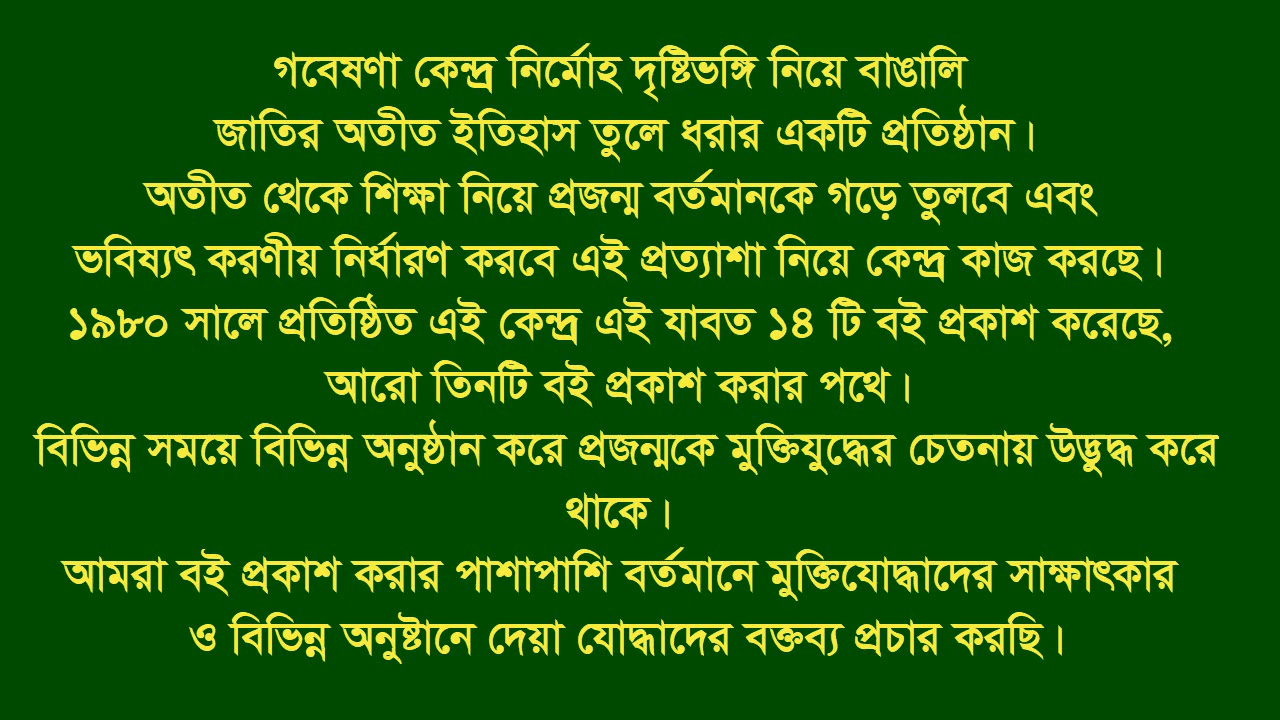 গবেষণা কেন্দ্র নির্মোহ দৃষ্টিভঙ্গি নিয়ে বাঙালি
জাতির অতীত ইতিহাস তুলে ধরার একটি প্রতিষ্ঠান।
অতীত থেকে শিক্ষা নিয়ে প্রজন্ম বর্তমানকে গড়ে তুলবে এবং
ভবিষ্যৎ করণীয় নির্ধারণ করবে এই প্রত্যাশা নিয়ে কেন্দ্র কাজ করছে।
১৯৮০ সালে প্রতিষ্ঠিত এই কেন্দ্র এই যাবত ১৪ টি বই প্রকাশ করেছে,
আরো তিনটি বই প্রকাশ করার পথে।
বিভিন্ন সময়ে বিভিন্ন অনুষ্ঠান করে প্রজন্মকে মুক্তিযুদ্ধের চেতনায় উদ্ভুদ্ধ করে
থাকে।
আমরা বই প্রকাশ করার পাশাপাশি বর্তমানে মুক্তিযোদ্ধাদের সাক্ষাৎকার
ও বিভিন্ন অনুষ্টানে দেয়া যোদ্ধাদের বক্তব্য প্রচার করছি।